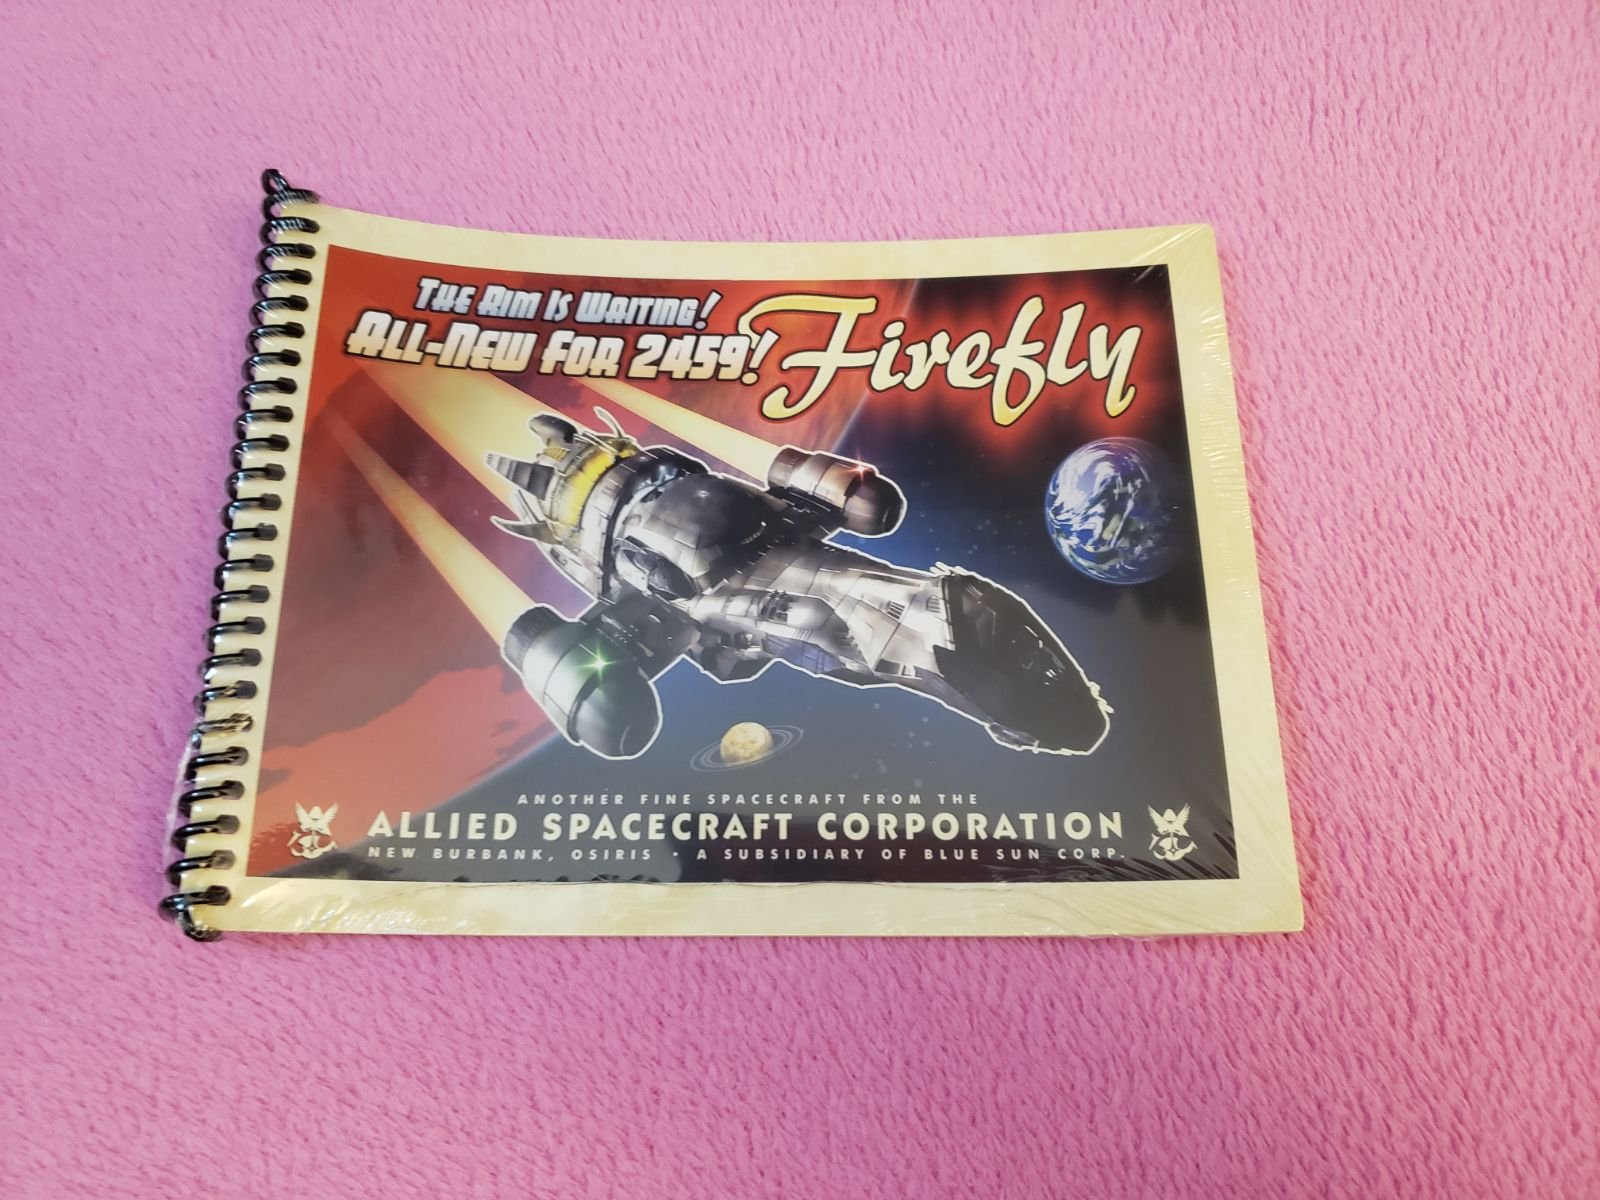 The Rim Is Waiting!
All-New For 2459!
Firefly
ANOTHER FINE SPACECRAFT FROM THE
ALLIED SPACECRAFT CORPORATION
NEW BURBANK, OSIRIS • A SUBSIDIARY OF BLUE SUN CORP.